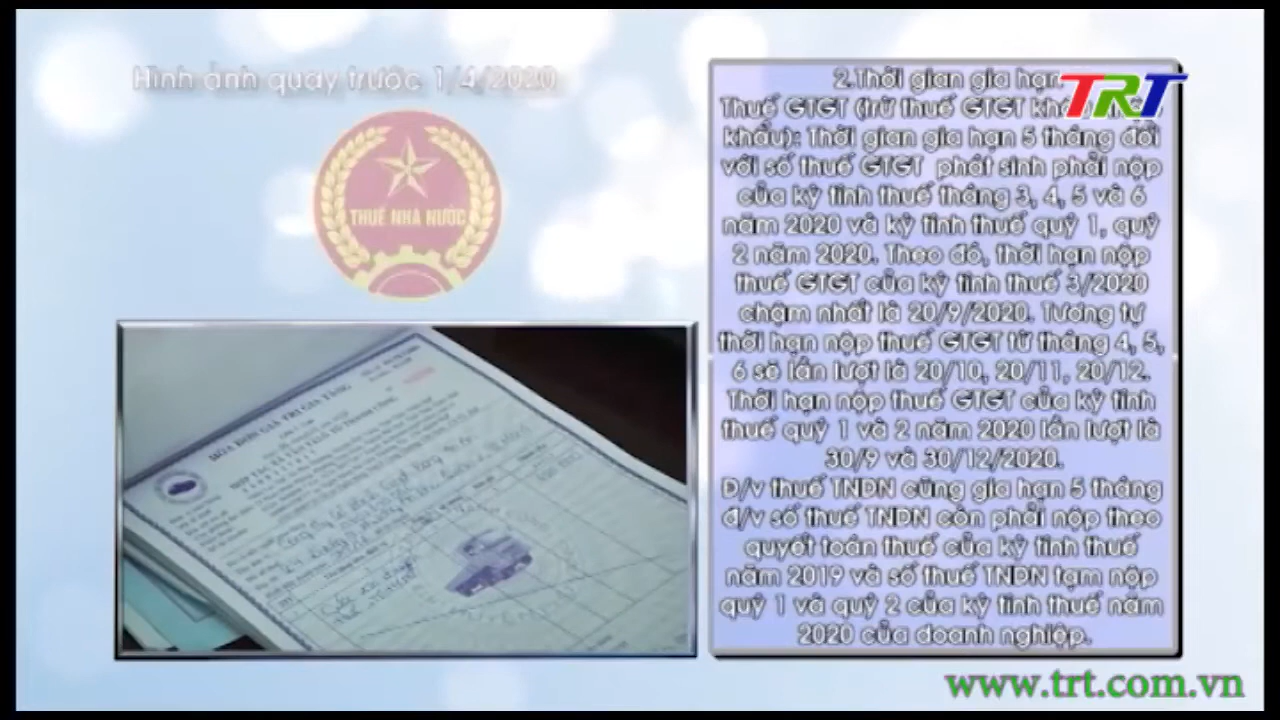 Hình ảnh quay trước 1/4/2020
THUẾ NHÀ NƯỚC
HÓA ĐƠN GIÁ TRỊ GIA TĂNG
2.Thời gian gia hạn
TRT
Thuế GTGT (trừ thuế GTGT khâu nhập
khẩu): Thời gian gia hạn 5 tháng đối
với số thuế GTGT phát sinh phải nộp
của kỳ tính thuế tháng 3, 4, 5 và 6
năm 2020 và kỳ tính thuế quý 1, quý
2 năm 2020. Theo đó, thời hạn nộp
thuế GTGT của kỳ tính thuế 3/2020
chậm nhất là 20/9/2020. Tương tự
thời hạn nộp thuế GTGT từ tháng 4, 5,
6 sẽ lần lượt là 20/10, 20/11, 20/12.
Thời hạn nộp thuế GTGT của kỳ tính
thuế quý 1 và 2 năm 2020 lần lượt là
30/9 và 30/12/2020.
Đ/v thuế TNDN cũng gia hạn 5 tháng
đ/v số thuế TNDN còn phải nộp theo
quyết toán thuế của kỳ tính thuế
năm 2019 và số thuế TNDN tạm nộp
quý 1 và quý 2 của kỳ tính thuế năm
2020 của doanh nghiệp.
www.trt.com.vn